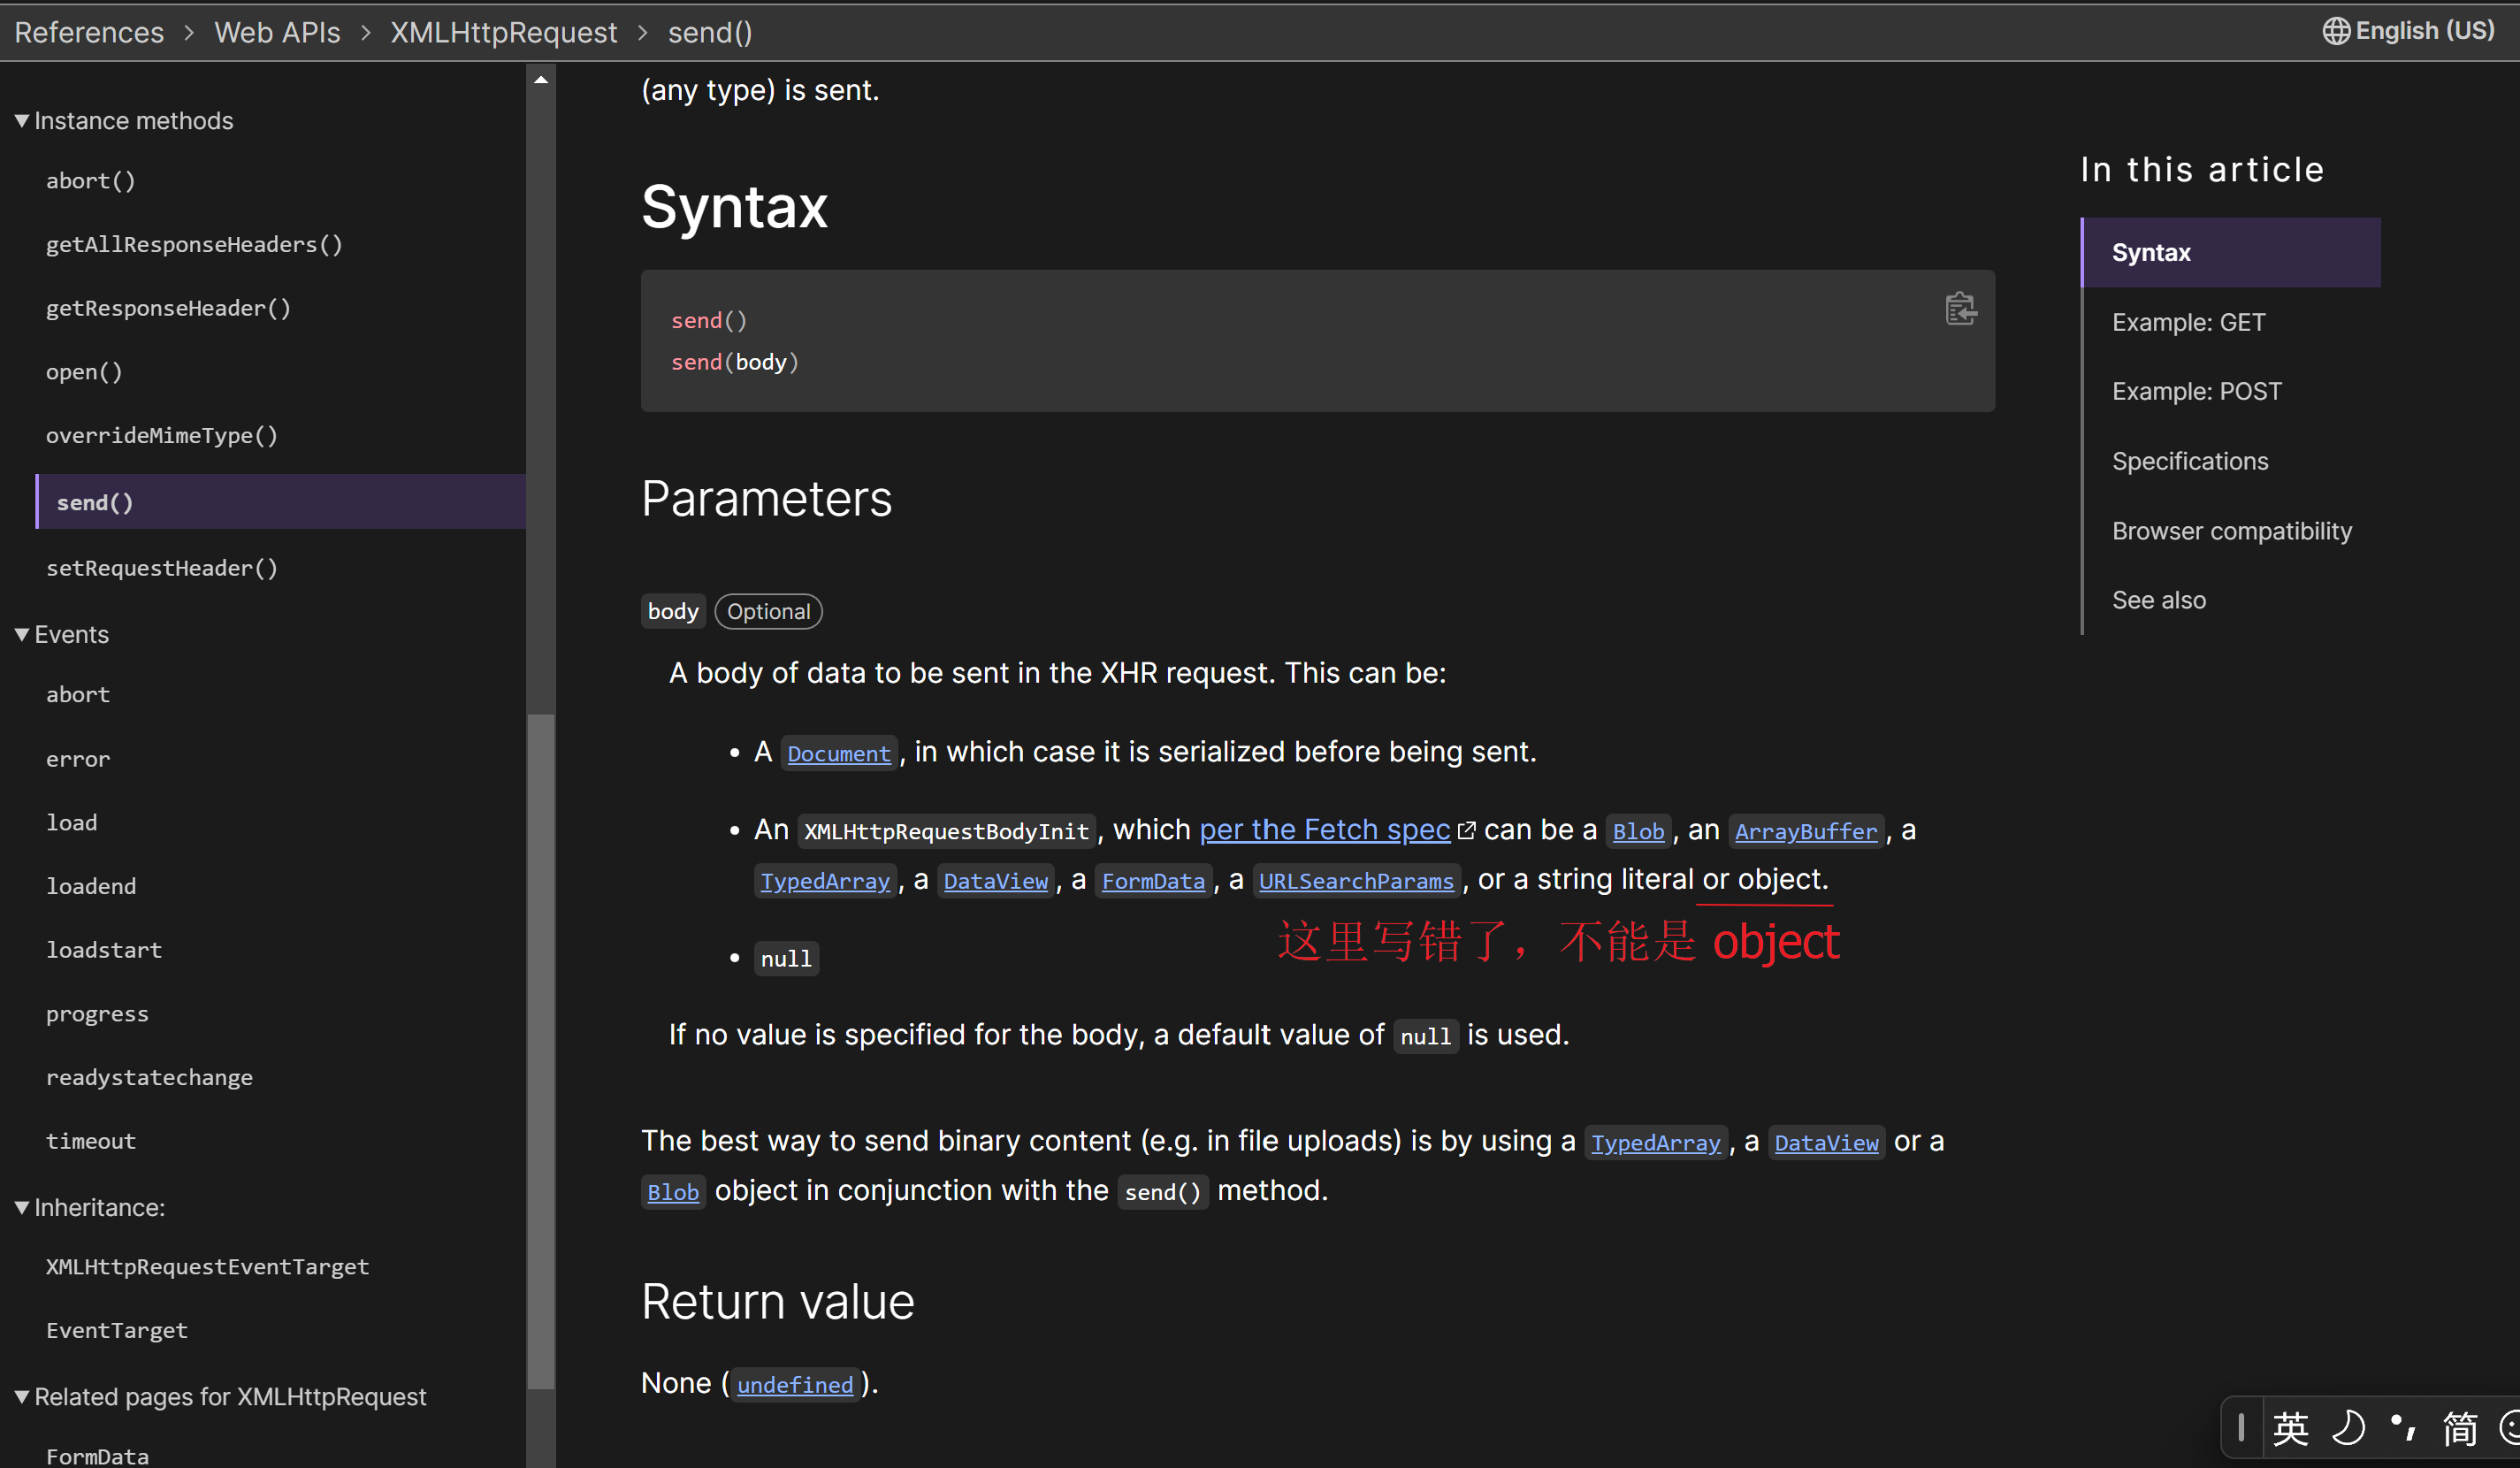 References > Web APIs > XMLHttpRequest > send()
English (US)
Instance methods
abort()
getAllResponseHeaders()
getResponseHeader()
open()
overrideMimeType()
send()
setRequestHeader()
Events
abort
error
load
loadend
loadstart
progress
readystatechange
timeout
Inheritance:
XMLHttpRequestEventTarget
EventTarget
Related pages for XMLHttpRequest
FormData
(any type) is sent.
Syntax
send()
send(body)
Parameters
body Optional
A body of data to be sent in the XHR request. This can be:
• A Document, in which case it is serialized before being sent.
• An XMLHttpRequestBodyInit, which per the Fetch spec can be a Blob, an ArrayBuffer, a
TypedArray, a DataView, a FormData, a URLSearchParams, or a string literal or object.
这里写错了，不能是 object
• null
If no value is specified for the body, a default value of null is used.
The best way to send binary content (e.g. in file uploads) is by using a TypedArray, a DataView or a
Blob object in conjunction with the send() method.
Return value
None (undefined).
In this article
Syntax
Example: GET
Example: POST
Specifications
Browser compatibility
See also
英 简